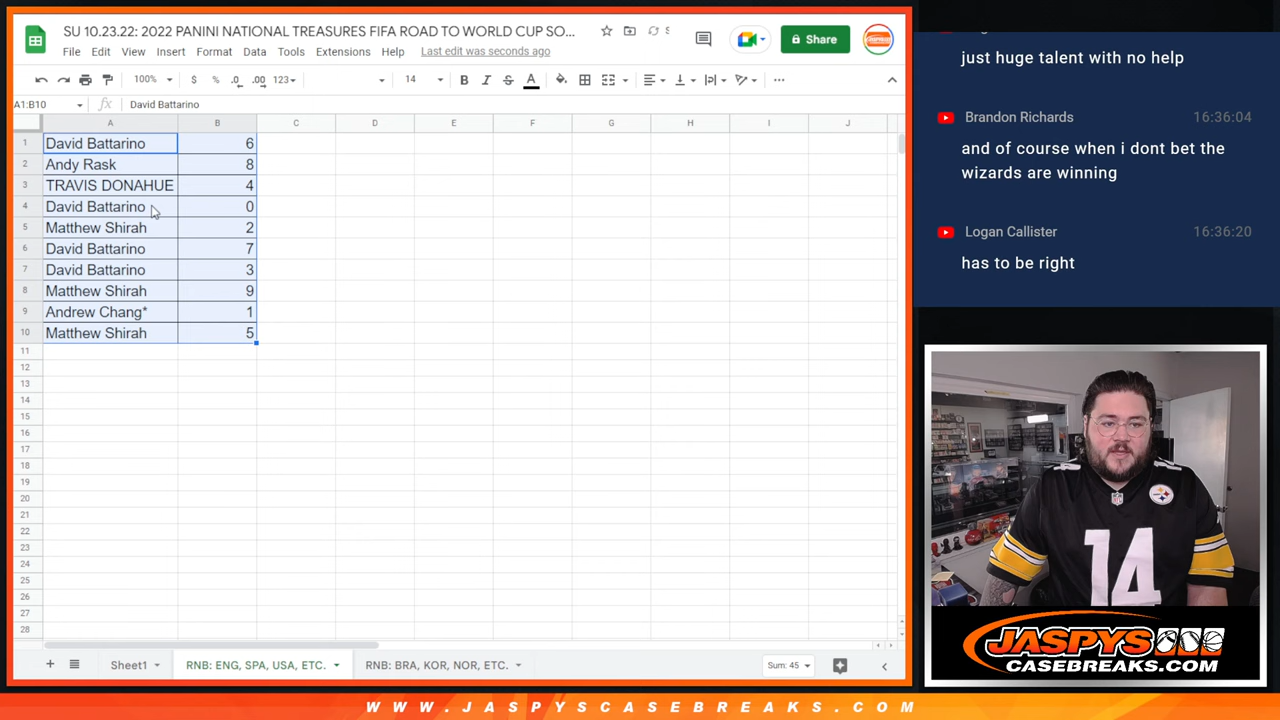 SU 10.23.22: 2022 PANINI NATIONAL TREASURES FIFA ROAD TO WORLD CUP SO...
File Edit View Insert Format Data Tools Extensions Help Last edit was seconds ago
Share
100% $ % .0 .00 123 14 B I S A
A1:B10 fx David Battarino
A B C D E F G H I J
1 David Battarino 6
2 Andy Rask 8
3 TRAVIS DONAHUE 4
4 David Battarino 0
5 Matthew Shirah 2
6 David Battarino 7
7 David Battarino 3
8 Matthew Shirah 9
9 Andrew Chang* 1
10 Matthew Shirah 5
11
12
13
14
15
16
17
18
19
20
21
22
23
24
25
26
27
28
Sheet1 RNB: ENG, SPA, USA, ETC. RNB: BRA, KOR, NOR, ETC. Sum: 45
just huge talent with no help
Brandon Richards 16:36:04
and of course when i dont bet the
wizards are winning
Logan Callister 16:36:20
has to be right
14
JASPYS
CASEBREAKS.COM
WWW.JASPYSCASEBREAKS.COM